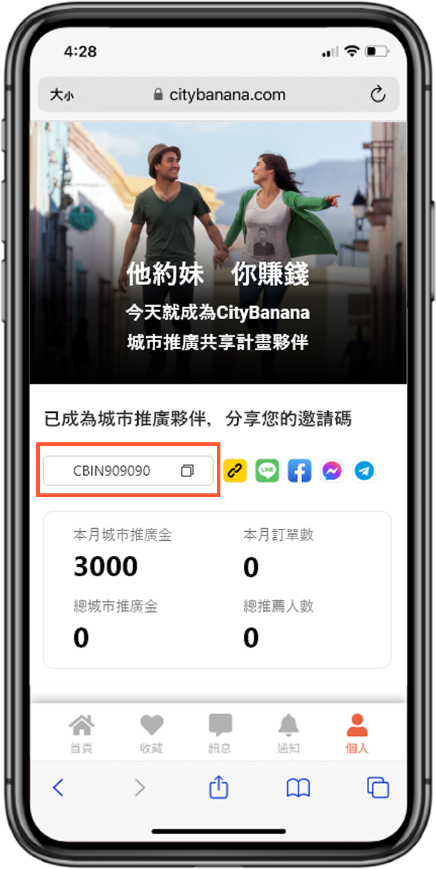 4:28
大小 citybanana.com
他約妹 你賺錢
今天就成為CityBanana
城市推廣共享計畫夥伴
已成為城市推廣夥伴，分享您的邀請碼
CBIN909090
LINE
本月城市推廣金 本月訂單數
3000 0
總城市推廣金 總推薦人數
0 0
首頁 收藏 訊息 通知 個人